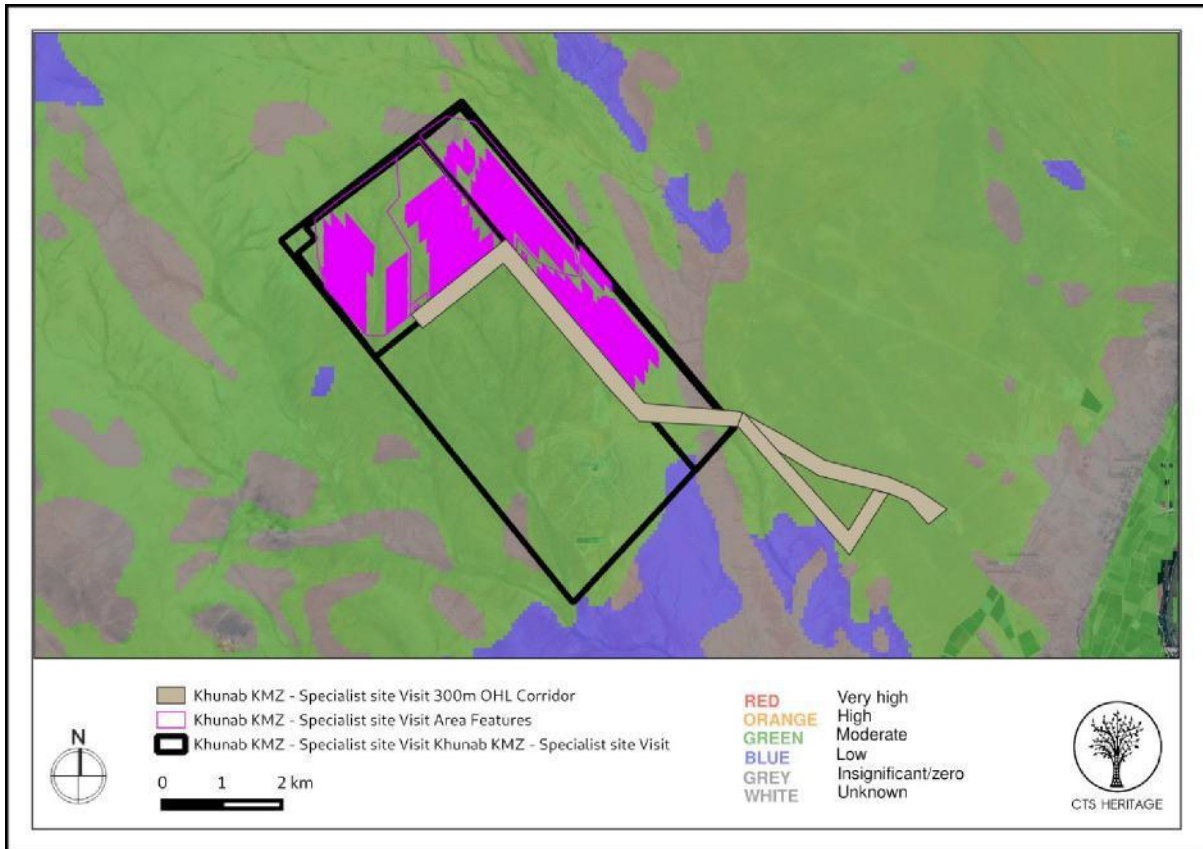 Khunab KMZ - Specialist site Visit 300m OHL Corridor
Khunab KMZ - Specialist site Visit Area Features
Khunab KMZ - Specialist site Visit Khunab KMZ - Specialist site Visit
N
0 1 2 km
RED Very high
ORANGE High
GREEN Moderate
BLUE Low
GREY Insignificant/zero
WHITE Unknown
CTS HERITAGE